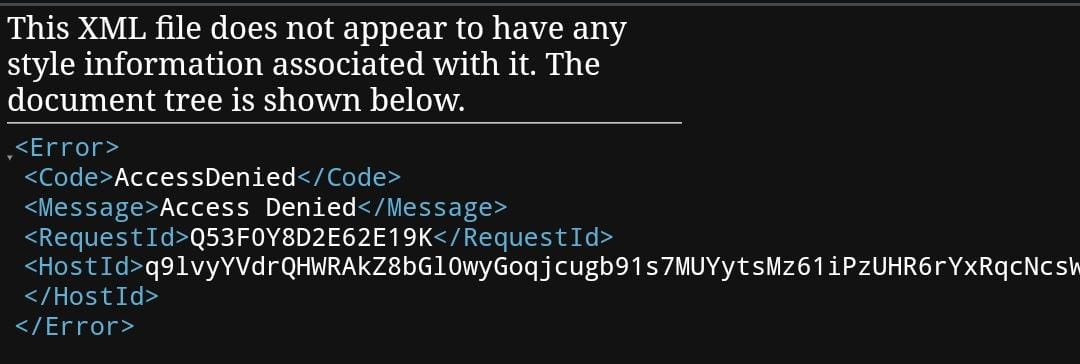 This XML file does not appear to have any
style information associated with it. The
document tree is shown below.
<Error>
<Code>AccessDenied</Code>
<Message>Access Denied</Message>
<RequestId>Q53F0Y8D2E62E19K</RequestId>
<HostId>q9lvyYVdrQHWRAkZ8bGl0wyGoqjcugb91s7MUYytsMz61iPzUHR6rYxRqcNcsW
</HostId>
</Error>